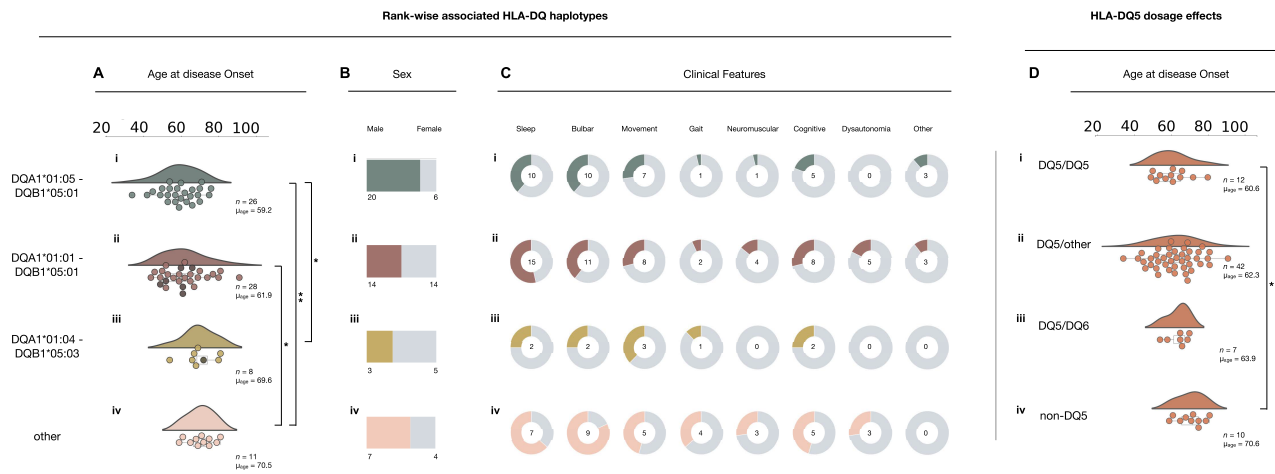 Rank-wise associated HLA-DQ haplotypes
HLA-DQ5 dosage effects
A Age at disease Onset
B Sex
C Clinical Features
D Age at disease Onset
20 40 60 80 100
Male Female
Sleep Bulbar Movement Gait Neuromuscular Cognitive Dysautonomia Other
20 40 60 80 100
DQA1*01:05 -
DQB1*05:01
i
n = 26
μage = 59.2
i
20 6
i
10 10 7 1 1 5 0 3
i
DQ5/DQ5
n = 12
μage = 60.6
DQA1*01:01 -
DQB1*05:01
ii
n = 28
μage = 61.9
ii
14 14
ii
15 11 8 2 4 8 5 3
ii
DQ5/other
n = 42
μage = 62.3
DQA1*01:04 -
DQB1*05:03
iii
n = 8
μage = 69.6
iii
3 5
iii
2 2 3 1 0 2 0 0
iii
DQ5/DQ6
n = 7
μage = 63.9
other
iv
n = 11
μage = 70.5
iv
7 4
iv
7 9 5 4 3 5 3 0
iv
non-DQ5
n = 10
μage = 70.6
*
**
*
*